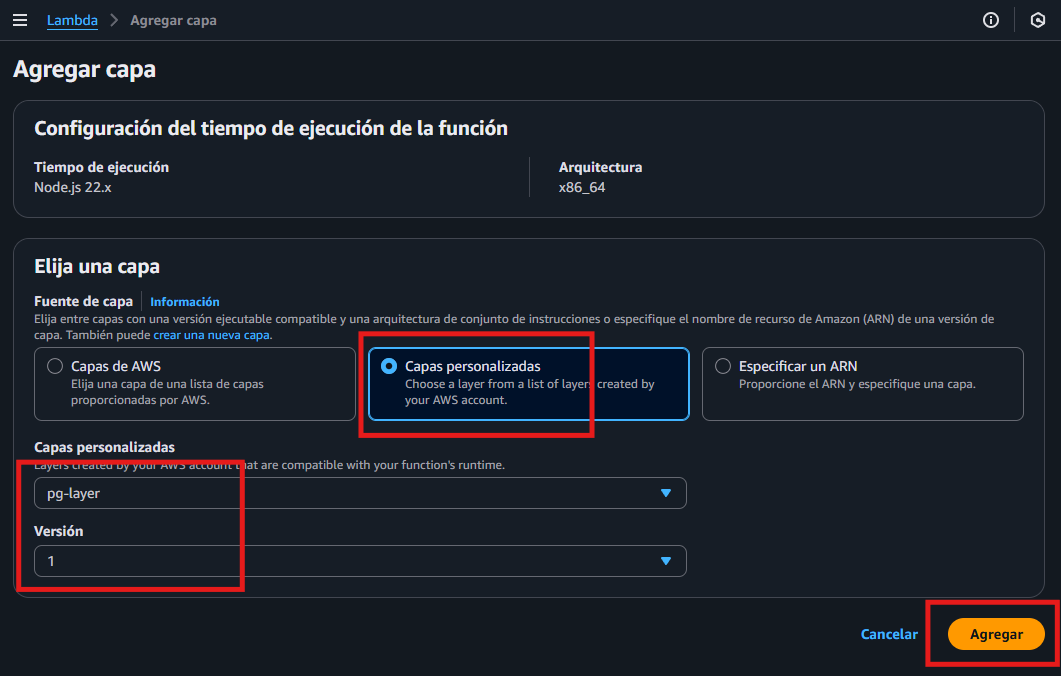 Lambda > Agregar capa
Agregar capa
Configuración del tiempo de ejecución de la función
Tiempo de ejecución
Node.js 22.x
Arquitectura
x86_64
Elija una capa
Fuente de capa | Información
Elija entre capas con una versión ejecutable compatible y una arquitectura de conjunto de instrucciones o especifique el nombre de recurso de Amazon (ARN) de una versión de
capa. También puede crear una nueva capa.
Capas de AWS
Elija una capa de una lista de capas
proporcionadas por AWS.
Capas personalizadas
Choose a layer from a list of layers created by
your AWS account.
Especificar un ARN
Proporcione el ARN y especifique una capa.
Capas personalizadas
Layers created by your AWS account that are compatible with your function's runtime.
pg-layer
Versión
1
Cancelar
Agregar